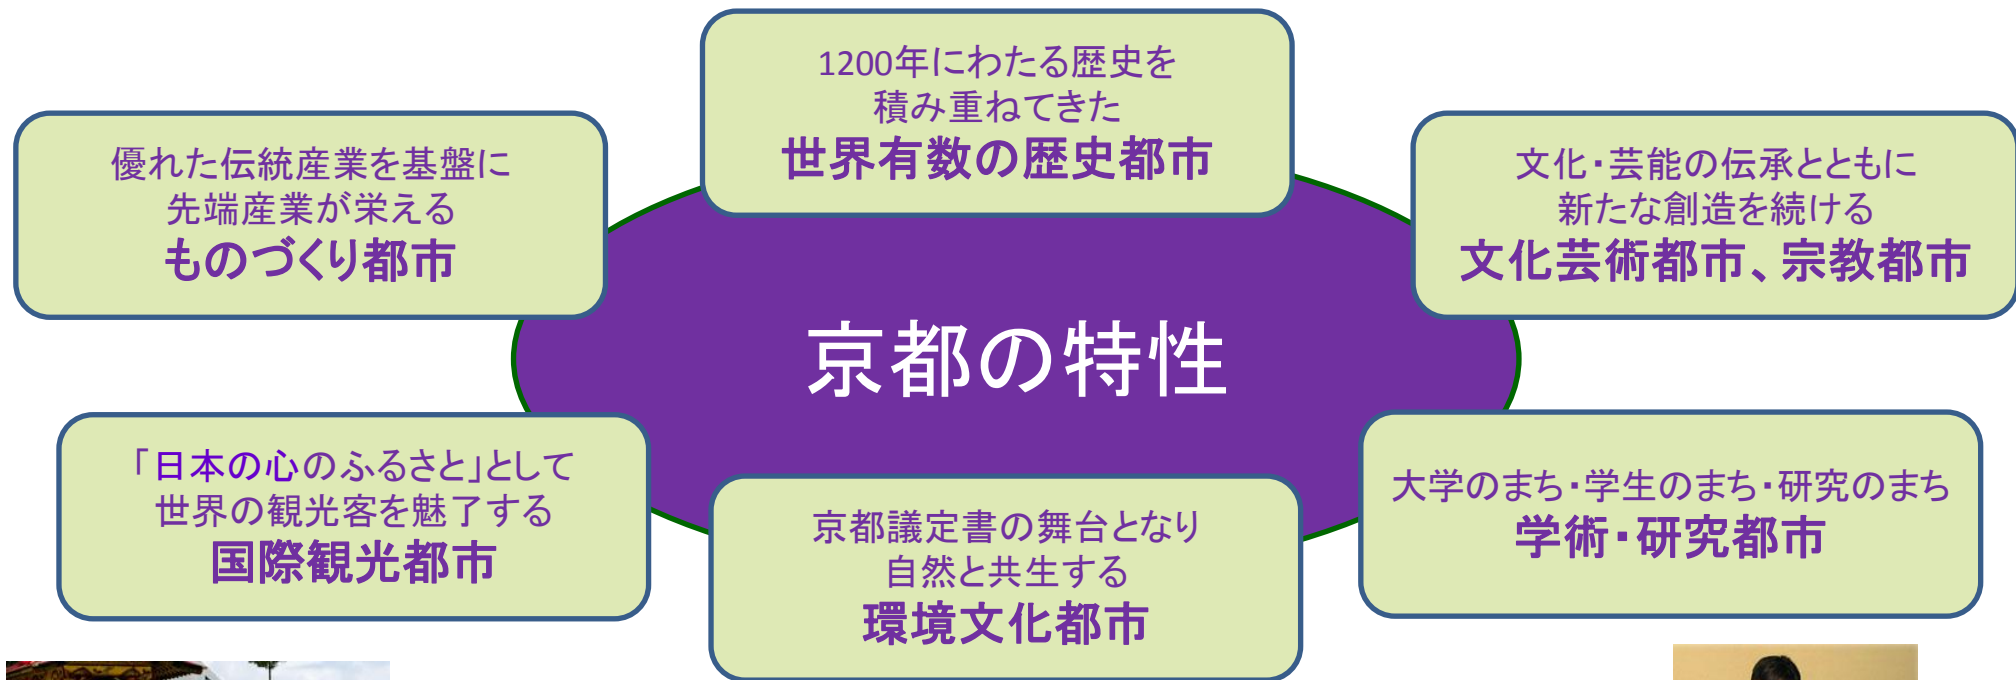 1200年にわたる歴史を
積み重ねてきた
世界有数の歴史都市
優れた伝統産業を基盤に
先端産業が栄える
ものづくり都市
文化・芸能の伝承とともに
新たな創造を続ける
文化芸術都市、宗教都市
京都の特性
「日本の心のふるさと」として
世界の観光客を魅了する
国際観光都市
京都議定書の舞台となり
自然と共生する
環境文化都市
大学のまち・学生のまち・研究のまち
学術・研究都市